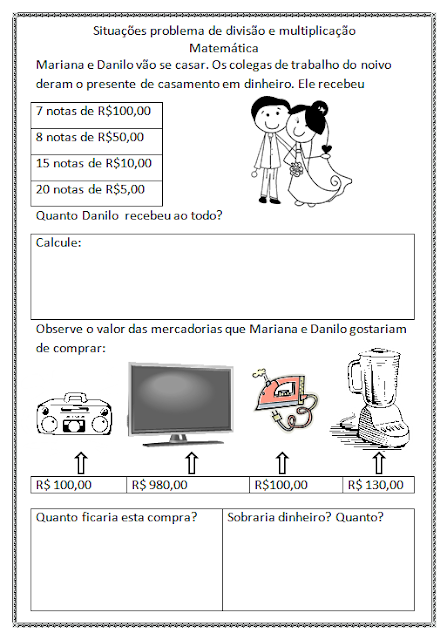 Situações problema de divisão e multiplicação
Matemática
Mariana e Danilo vão se casar. Os colegas de trabalho do noivo
deram o presente de casamento em dinheiro. Ele recebeu
7 notas de R$100,00
8 notas de R$50,00
15 notas de R$10,00
20 notas de R$5,00
Quanto Danilo recebeu ao todo?
Calcule:
Observe o valor das mercadorias que Mariana e Danilo gostariam
de comprar:
R$ 100,00 R$ 980,00 R$100,00 R$ 130,00
Quanto ficaria esta compra? Sobraria dinheiro? Quanto?